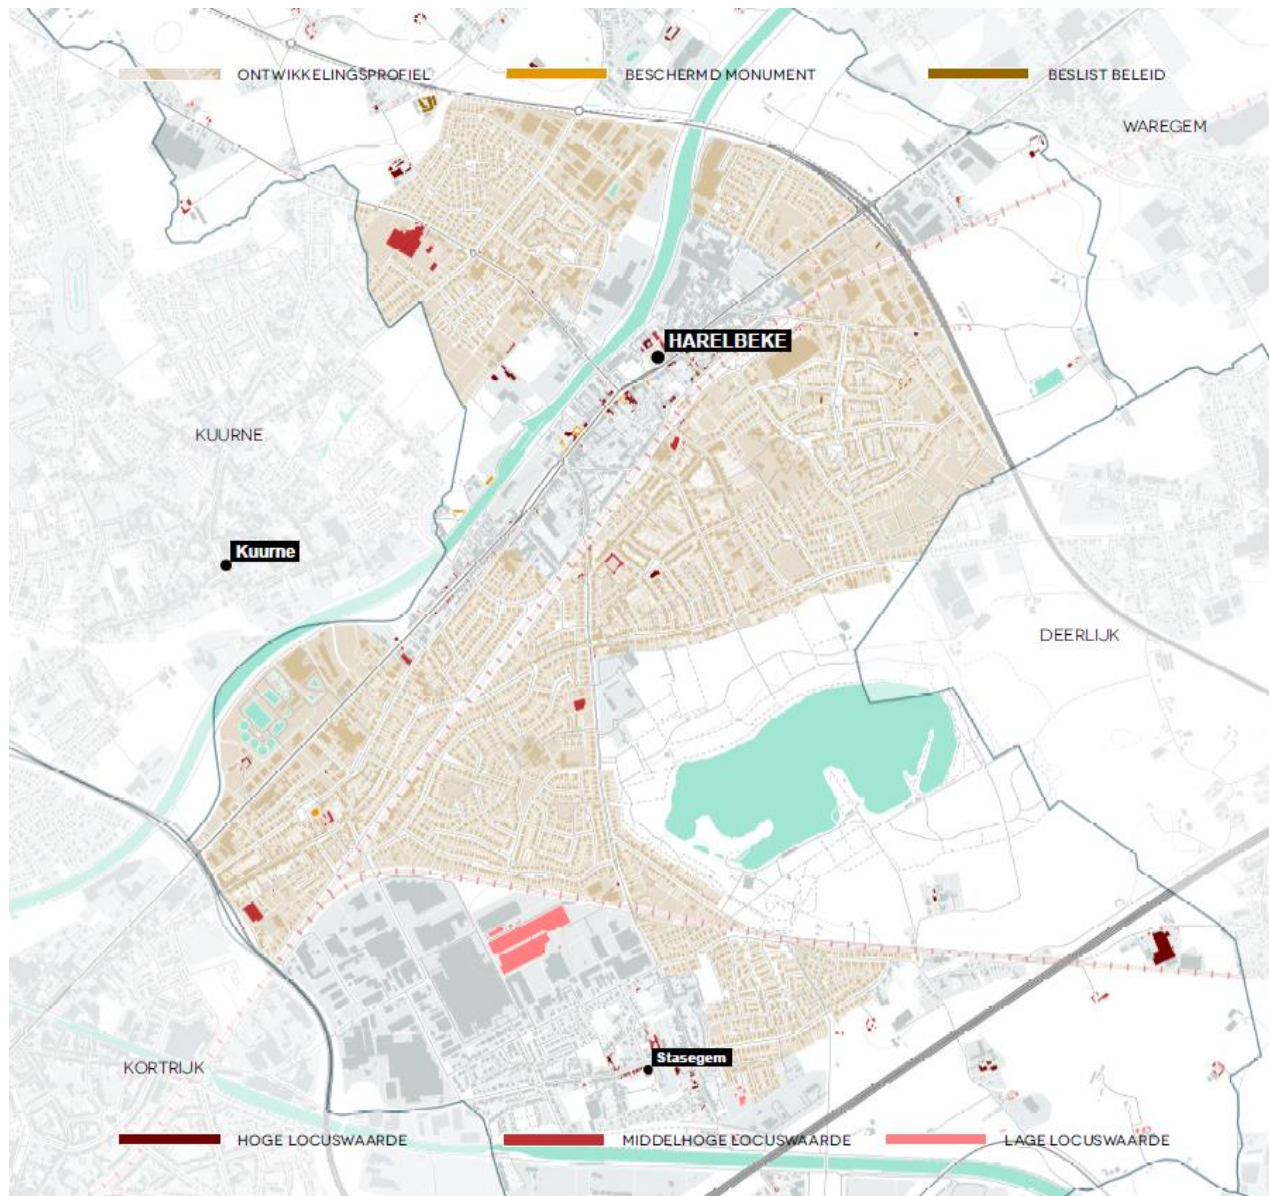 ONTWIKKELINGSPROFIEL
BESCHERMD MONUMENT
BESLIST BELEID
WAREGEM
HARELBEKE
KUURNE
Kuurne
DEERLIJK
Stasegem
KORTRIJK
HOGE LOCUSWAARDE
MIDDELHOGE LOCUSWAARDE
LAGE LOCUSWAARDE